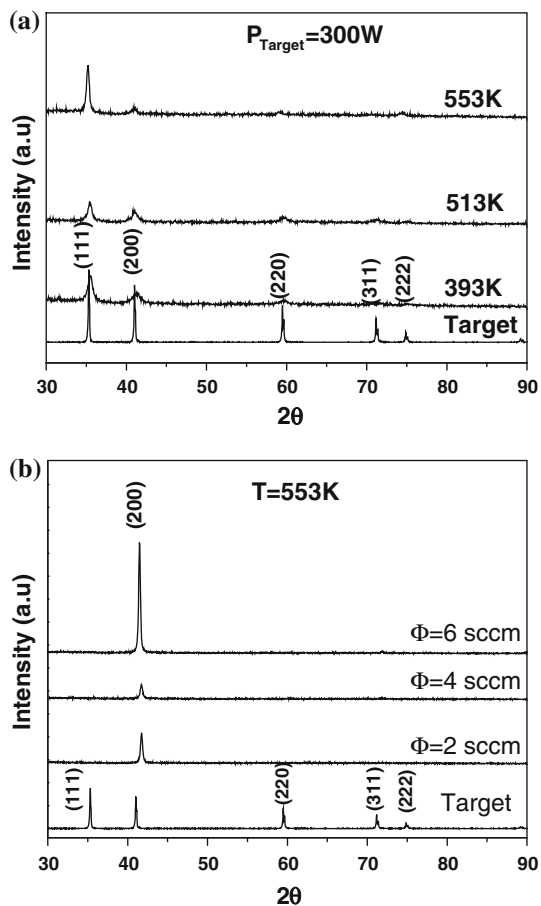 (a)
P_Target=300W
553K
513K
393K
Target
(111)
(200)
(220)
(311)
(222)
Intensity (a.u)
30 40 50 60 70 80 90
2θ
(b)
T=553K
(200)
Φ=6 sccm
Φ=4 sccm
Φ=2 sccm
Target
(111)
(220)
(311)
(222)
Intensity (a.u)
30 40 50 60 70 80 90
2θ